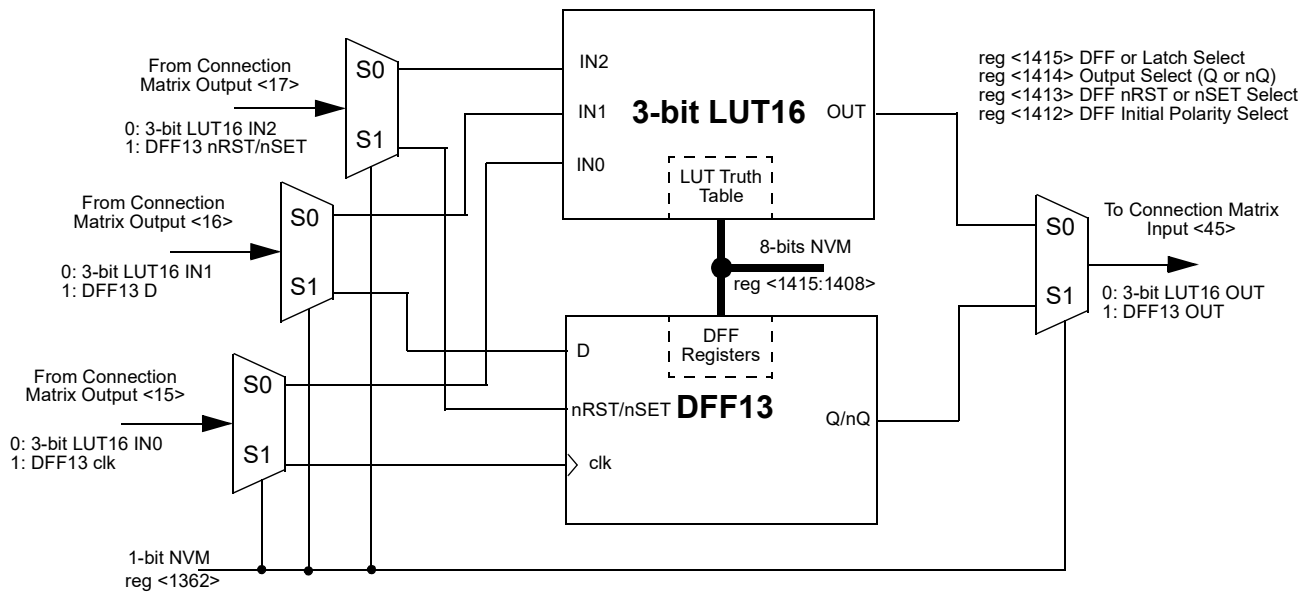 From Connection
Matrix Output <17>
0: 3-bit LUT16 IN2
1: DFF13 nRST/nSET
S0
S1
From Connection
Matrix Output <16>
0: 3-bit LUT16 IN1
1: DFF13 D
S0
S1
From Connection
Matrix Output <15>
0: 3-bit LUT16 IN0
1: DFF13 clk
S0
S1
1-bit NVM
reg <1362>
IN2
IN1
IN0
3-bit LUT16
OUT
LUT Truth
Table
8-bits NVM
reg <1415:1408>
DFF
Registers
D
nRST/nSET
DFF13
clk
Q/nQ
reg <1415> DFF or Latch Select
reg <1414> Output Select (Q or nQ)
reg <1413> DFF nRST or nSET Select
reg <1412> DFF Initial Polarity Select
S0
S1
To Connection Matrix
Input <45>
0: 3-bit LUT16 OUT
1: DFF13 OUT